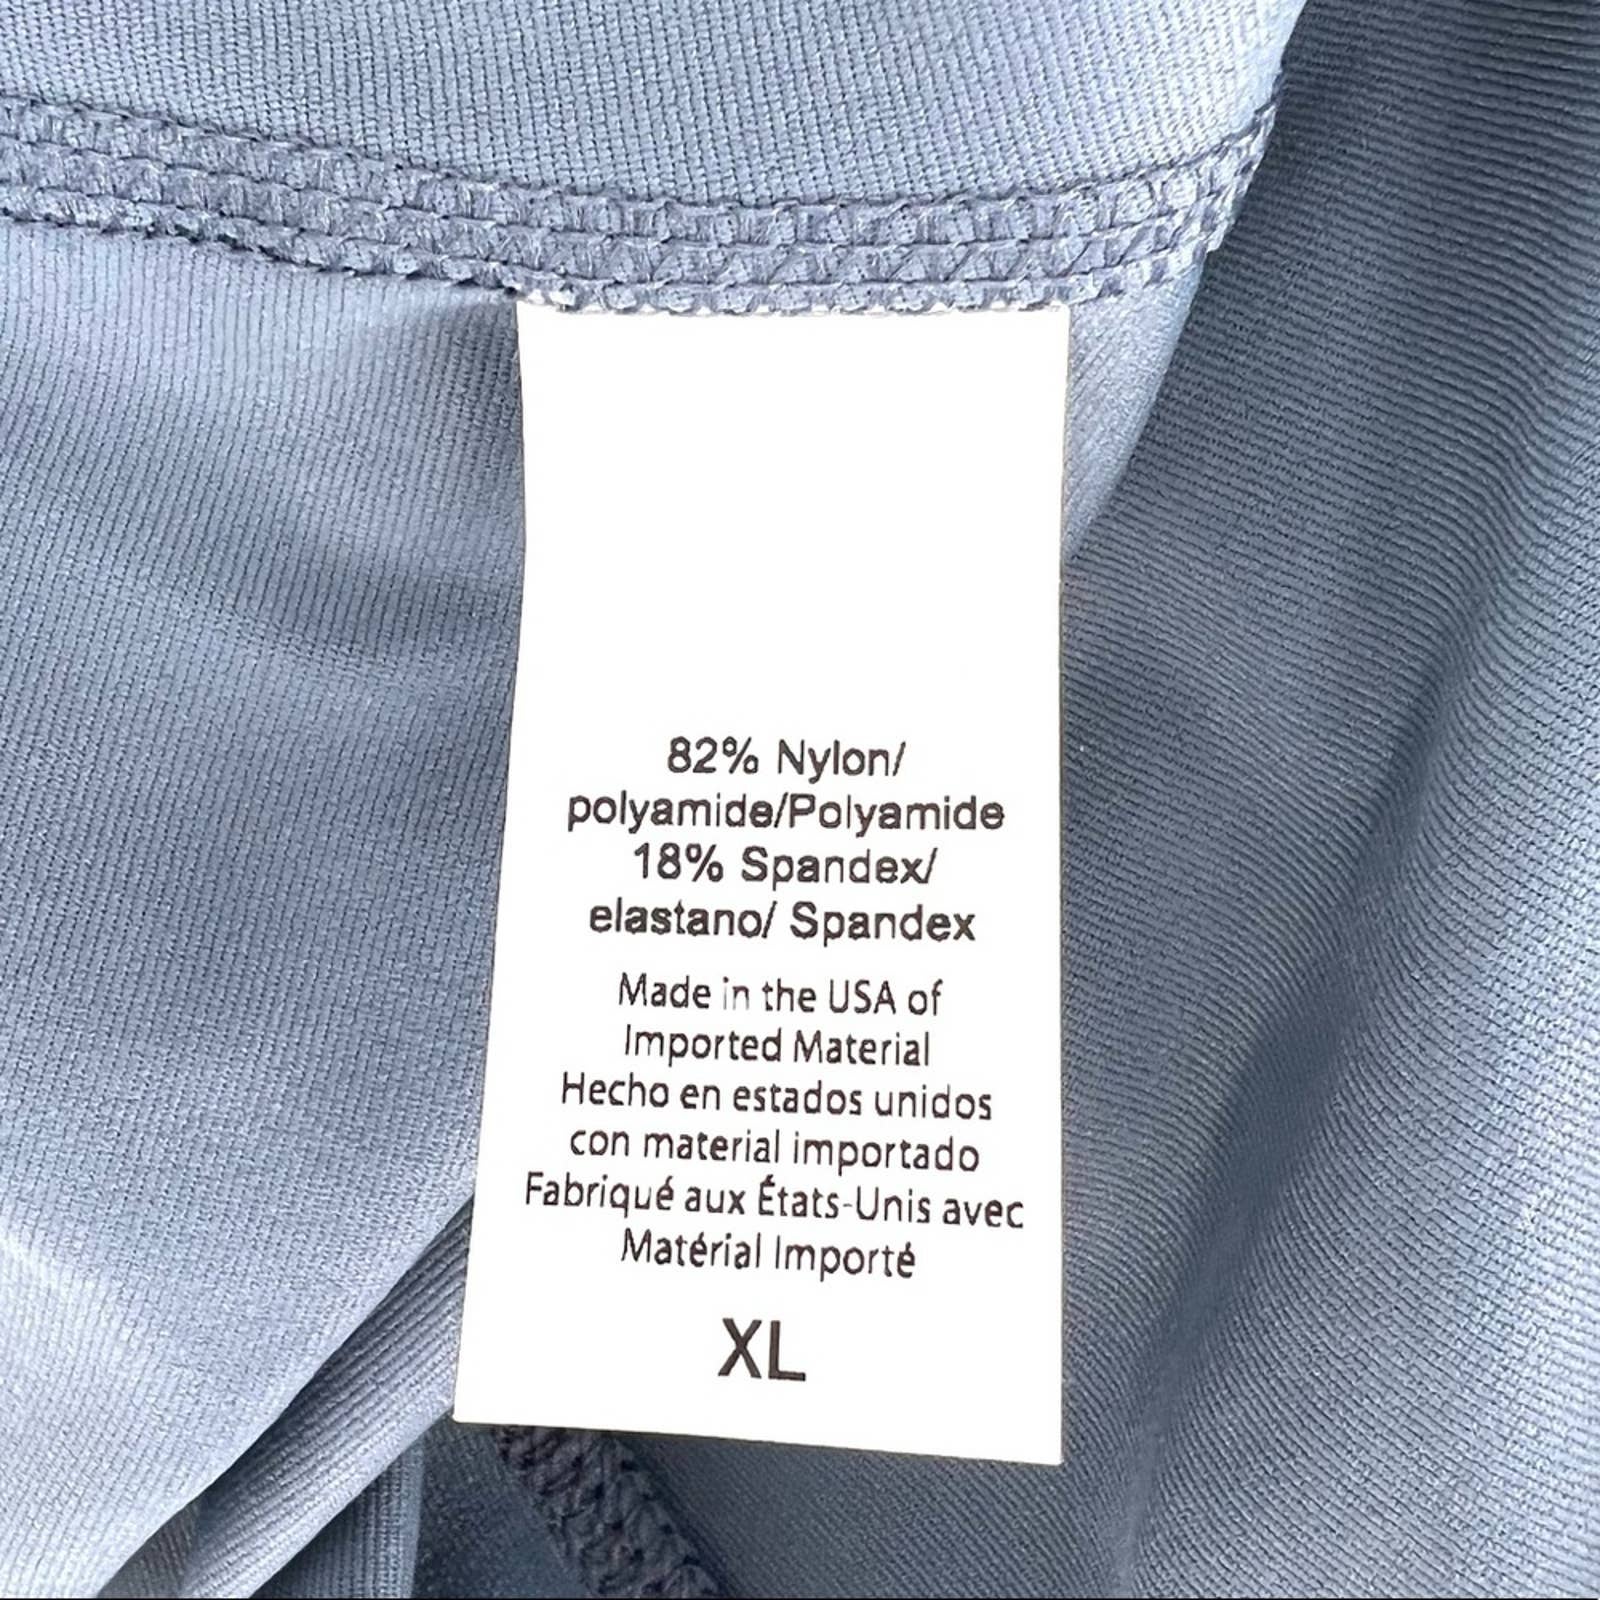 82% Nylon/
polyamide/Polyamide
18% Spandex/
elastano/ Spandex
Made in the USA of
Imported Material
Hecho en estados unidos
con material importado
Fabriqué aux États-Unis avec
Matérial Importé
XL